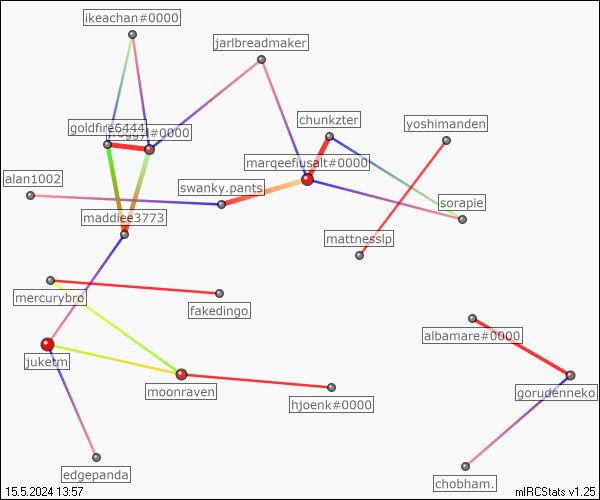 ikeachan#0000
jarlbreadmaker
chunkzter
yoshimanden
goldfire6444
#0000
marqeefiusalt#0000
alan1002
swanky.pants
sorapie
maddiee3773
mattnesslp
mercurybro
fakedingo
albamare#0000
juketm
moonraven
gorudenneko
hjoenk#0000
edgepanda
chobham.
15.5.2024 13:57
mIRCStats v1.25